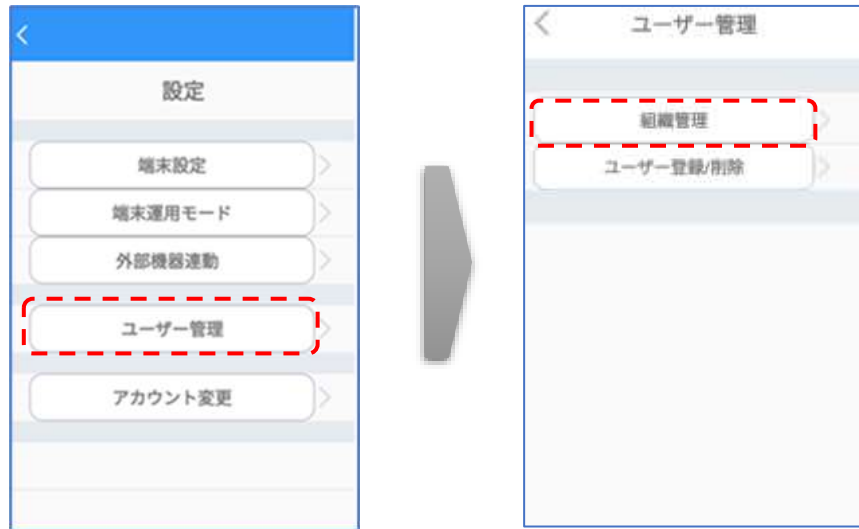 設定
端末設定
端末運用モード
外部機器連動
ユーザー管理
アカウント変更
ユーザー管理
組織管理
ユーザー登録/削除